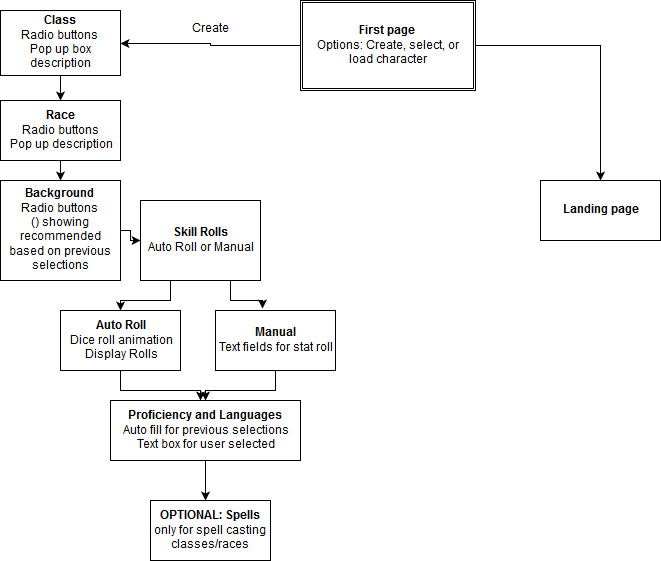 Class
Radio buttons
Pop up box
description
Create
First page
Options: Create, select, or
load character
Race
Radio buttons
Pop up description
Background
Radio buttons
() showing
recommended
based on previous
selections
Skill Rolls
Auto Roll or Manual
Landing page
Auto Roll
Dice roll animation
Display Rolls
Manual
Text fields for stat roll
Proficiency and Languages
Auto fill for previous selections
Text box for user selected
OPTIONAL: Spells
only for spell casting
classes/races